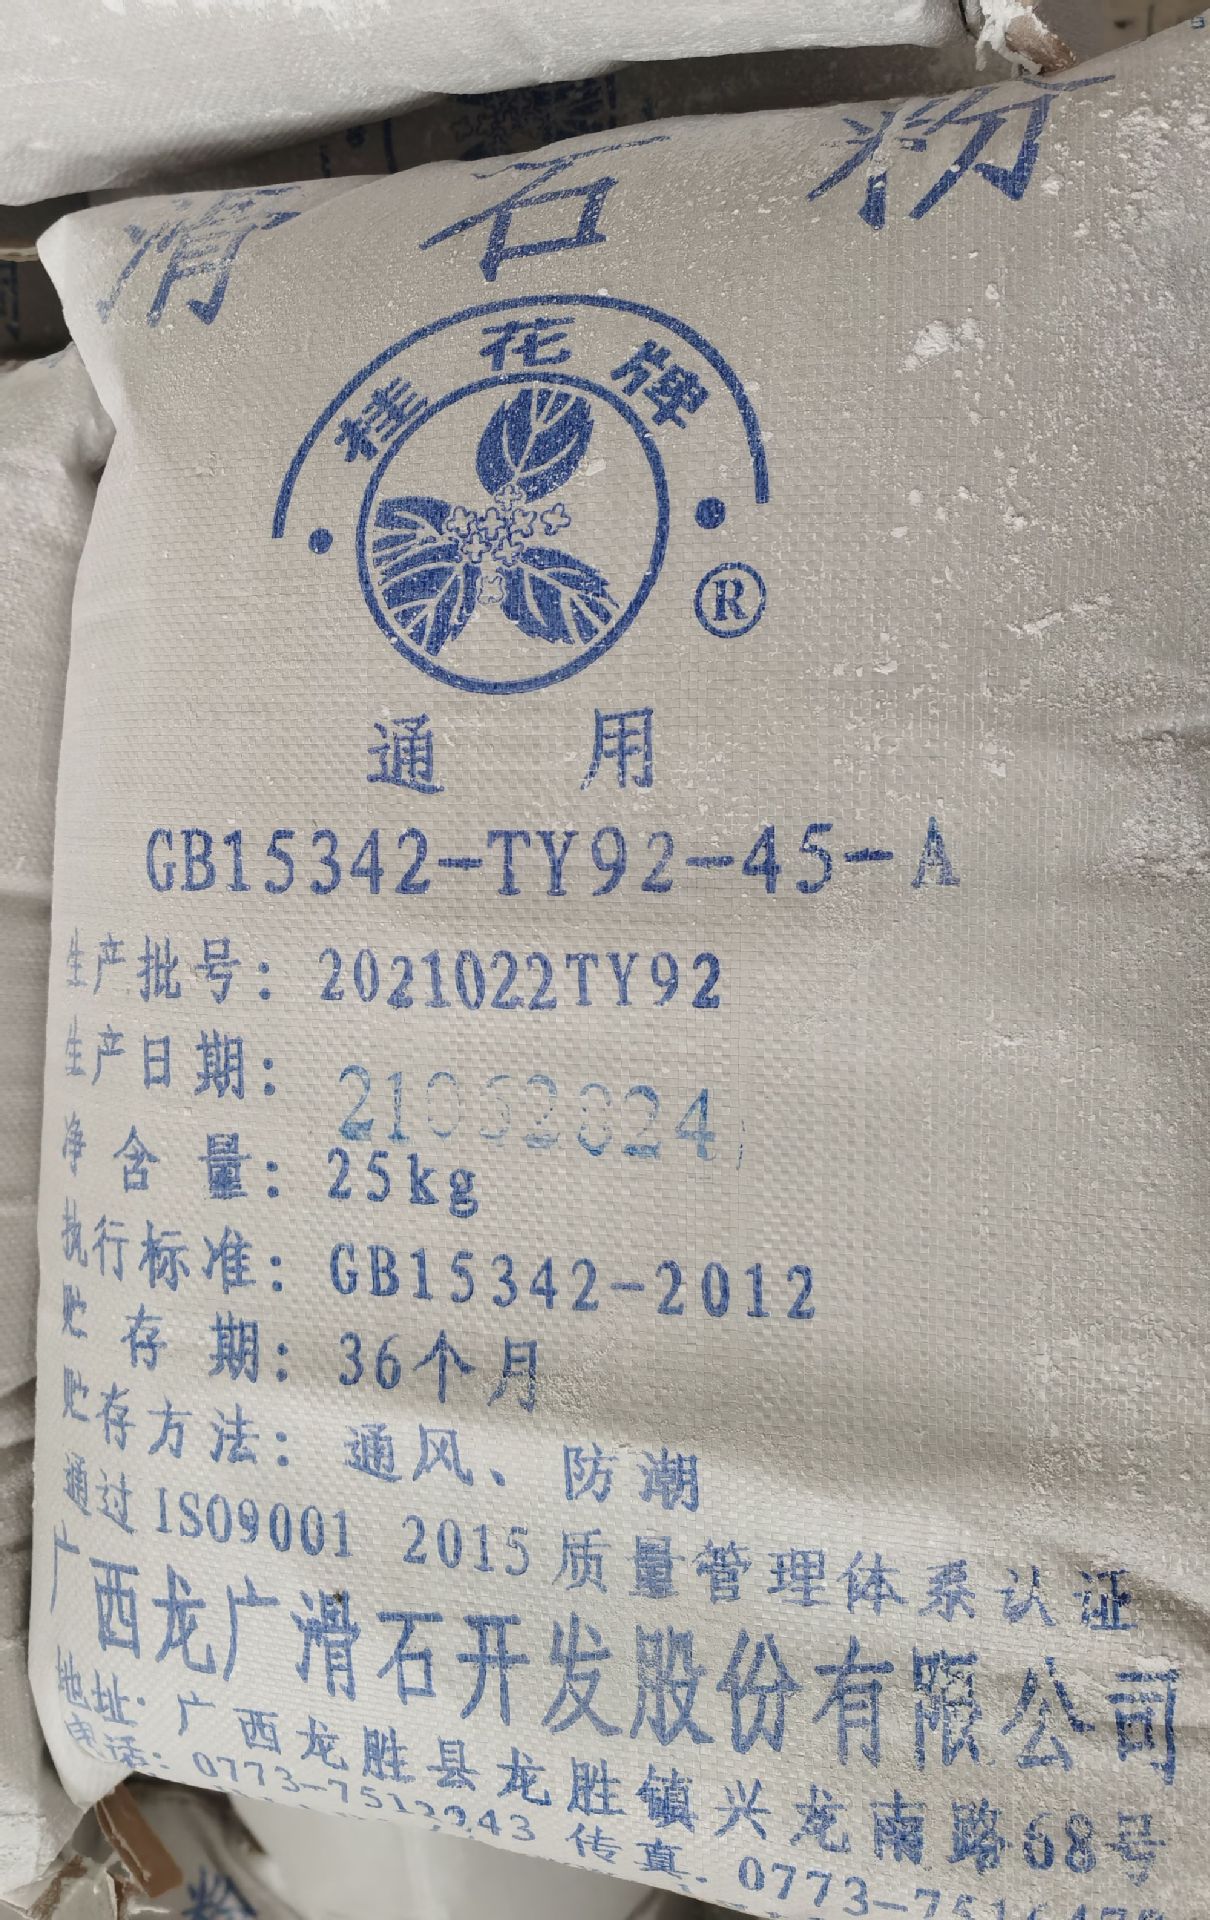 滑石粉
桂花牌
®
通用
GB15342-TY92-45-A
生产批号：2021022TY92
生产日期：
净含量：25kg
执行标准：GB15342-2012
贮存期：36个月
贮存方法：通风、防潮
通过ISO9001 2015质量管理体系认证
广西龙广滑石开发股份有限公司
地址：广西龙胜县龙胜镇兴龙南路68号
电话：传真：
粉